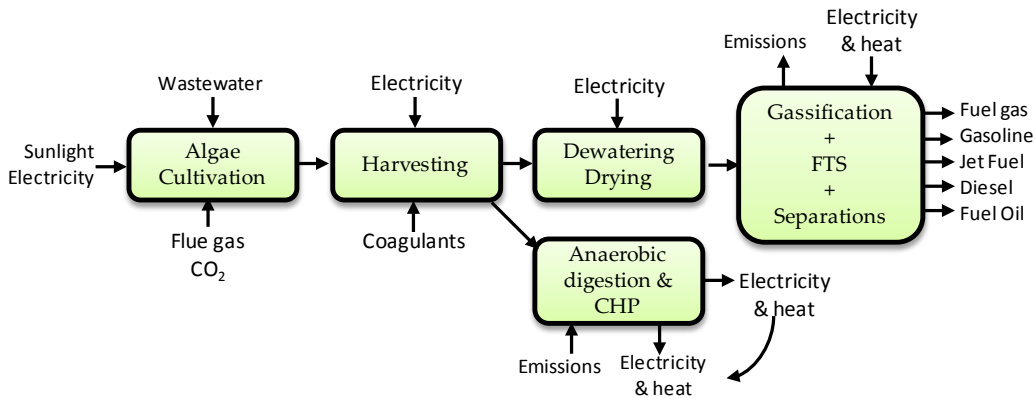 Emissions
Electricity
& heat
Wastewater
Electricity
Electricity
Sunlight
Electricity
Algae
Cultivation
Harvesting
Dewatering
Drying
Gassification
+
FTS
+
Separations
Fuel gas
Gasoline
Jet Fuel
Diesel
Fuel Oil
Flue gas
CO₂
Coagulants
Anaerobic
digestion &
CHP
Electricity
& heat
Emissions
Electricity
& heat